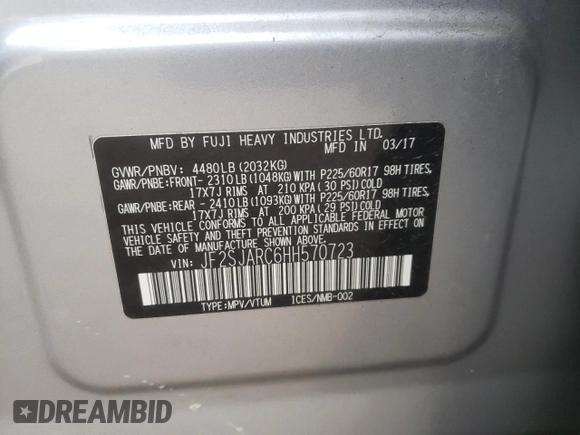 MFD BY FUJI HEAVY INDUSTRIES LTD.
MFD IN 03/17
GVWR/PNBV: 4480LB (2032KG)
GAWR/PNBE:FRONT- 2310LB (1048KG) WITH P225/60R17 98H TIRES,
17X7J RIMS AT 210 KPA ( 30 PSI) COLD
GAWR/PNBE:REAR - 2410LB (1093KG) WITH P225/60R17 98H TIRES,
17X7J RIMS AT 200 KPA ( 29 PSI) COLD
THIS VEHICLE CONFORMS TO ALL APPLICABLE FEDERAL MOTOR
VEHICLE SAFETY, BUMPER, AND THEFT PREVENTION
STANDARDS IN EFFECT ON THE DATE OF MANUFACTURE
SHOWN ABOVE.
VIN: JF2SJARC6HH570723
TYPE:MPV/VTUM ICES/NMB-002
DREAMBID